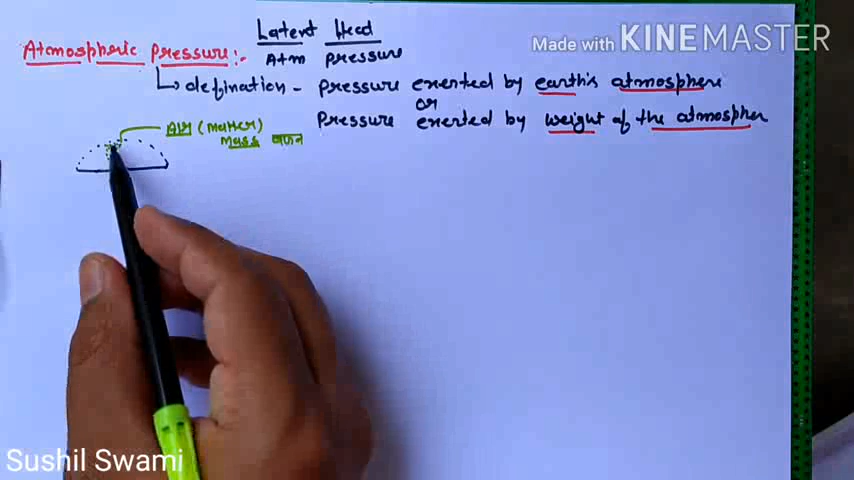 Latent Head
Atmospheric Pressure:-
Atm Pressure
defination - Pressure exerted by earth's atmosphere
or
Pressure exerted by weight of the atmospher
AIR (Matter)
Mass वजन
Made with KINEMASTER
Sushil Swami